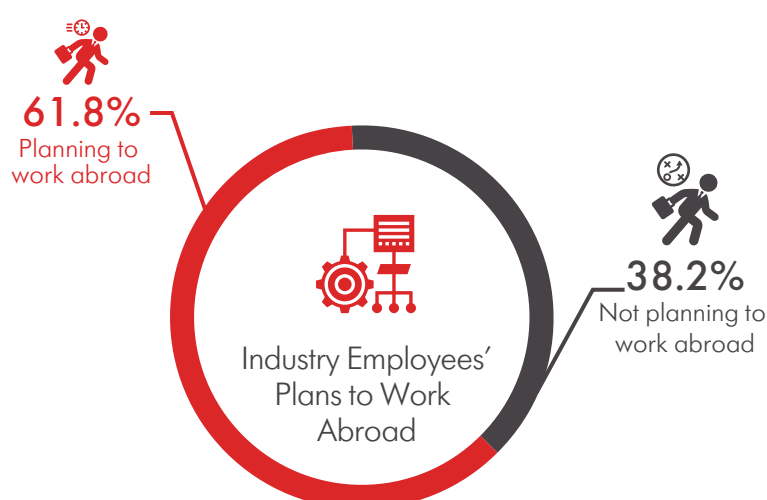 61.8%
Planning to
work abroad
38.2%
Not planning to
work abroad
Industry Employees’
Plans to Work
Abroad